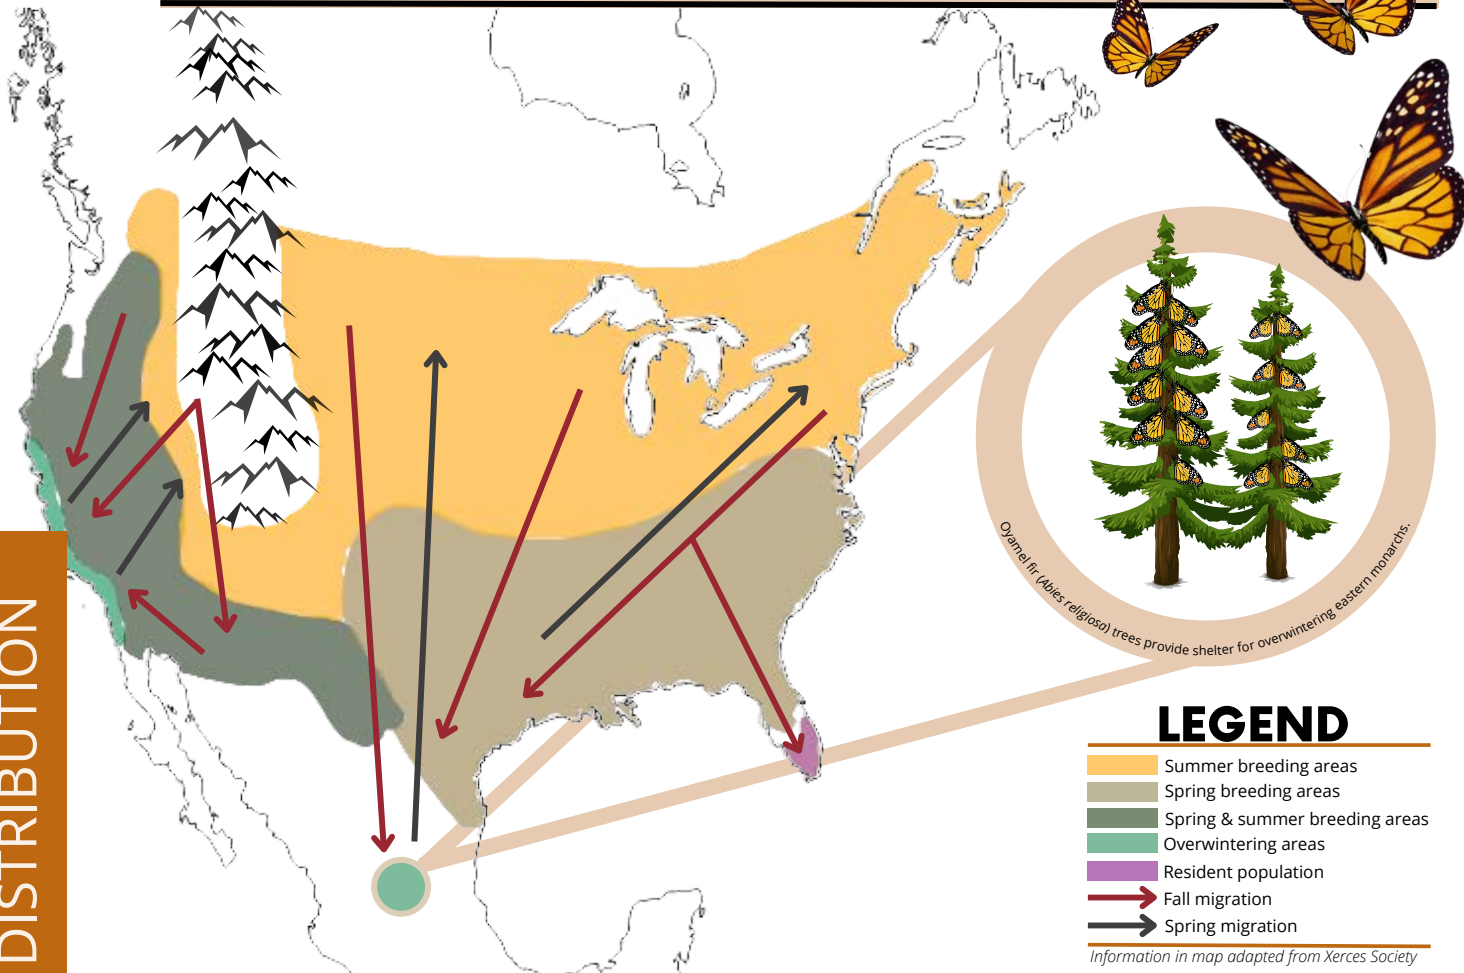 DISTRIBUTION
Oyamel fir (Abies religiosa) trees provide shelter for overwintering eastern monarchs.
LEGEND
Summer breeding areas
Spring breeding areas
Spring & summer breeding areas
Overwintering areas
Resident population
Fall migration
Spring migration
Information in map adapted from Xerces Society